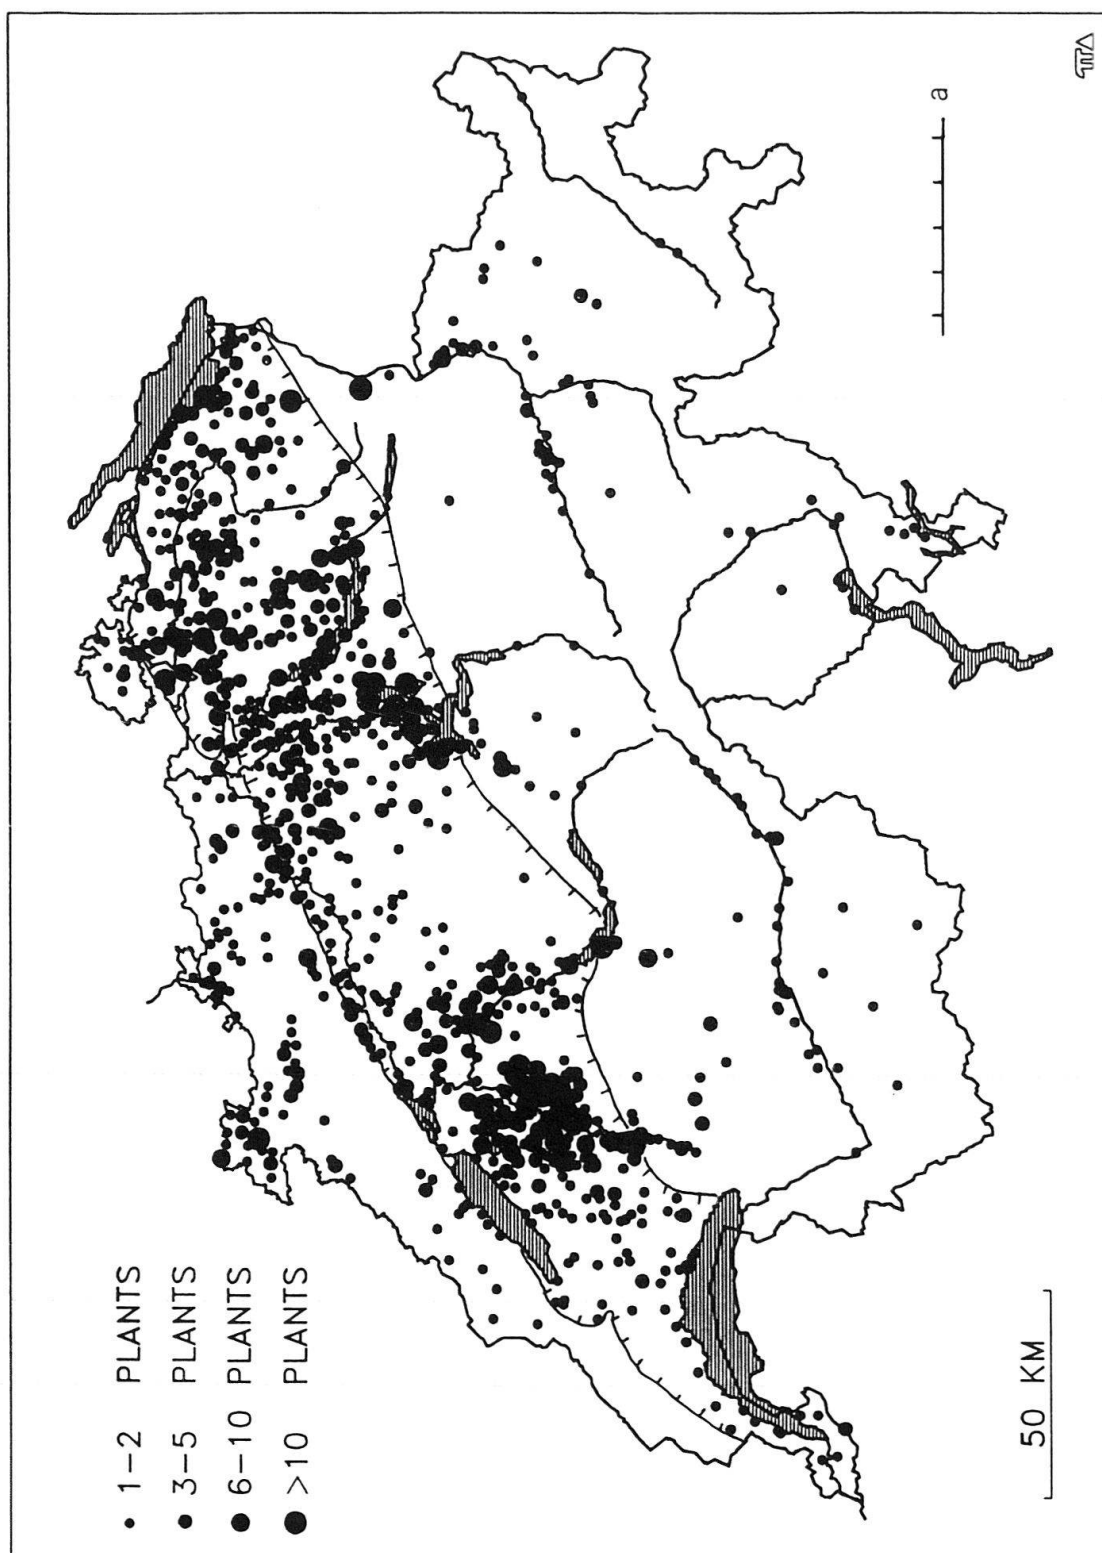 • 1–2 PLANTS
• 3–5 PLANTS
● 6–10 PLANTS
● >10 PLANTS
50 KM
a